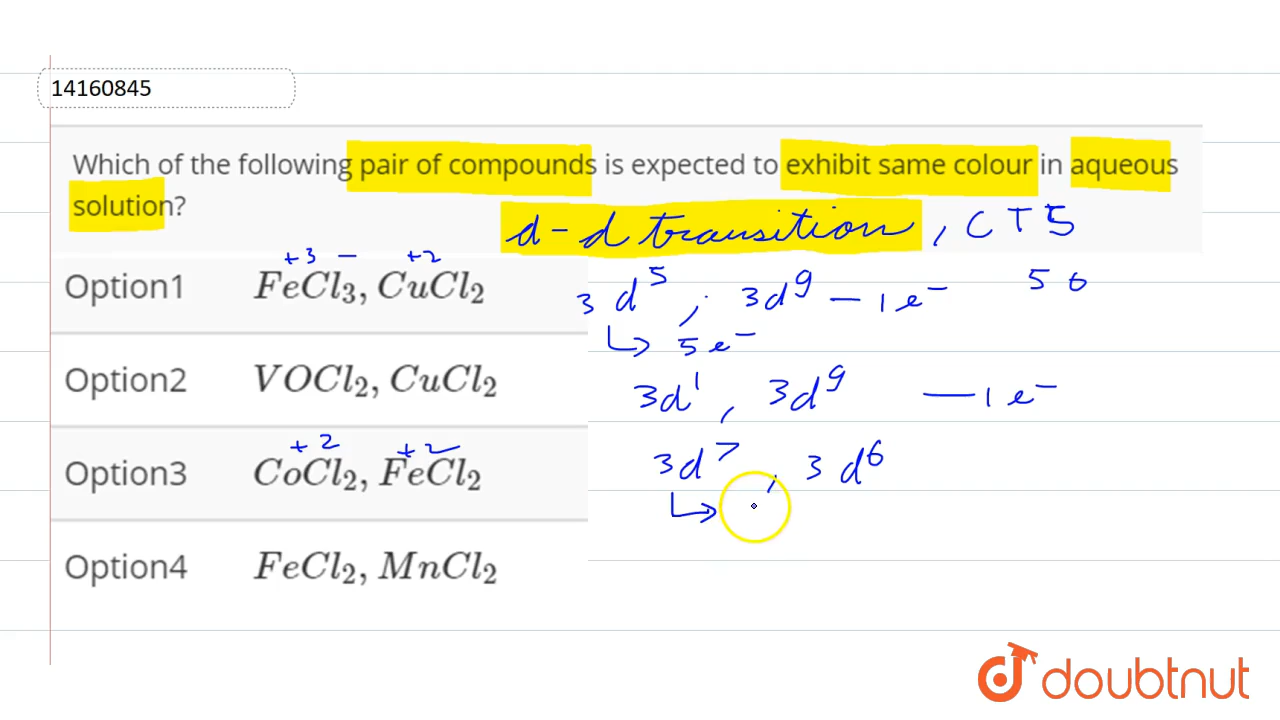 14160845
Which of the following pair of compounds is expected to exhibit same colour in aqueous
solution?
d-d transition, CTS
+3 - +2
Option1 FeCl₃, CuCl₂ 3d⁵, 3d⁹ — 1e⁻ 56
↳ 5e⁻
Option2 VOCl₂, CuCl₂ 3d¹, 3d⁹ — 1e⁻
+2 +2
Option3 CoCl₂, FeCl₂ 3d⁷, 3d⁶
↳
Option4 FeCl₂, MnCl₂
doubtnut